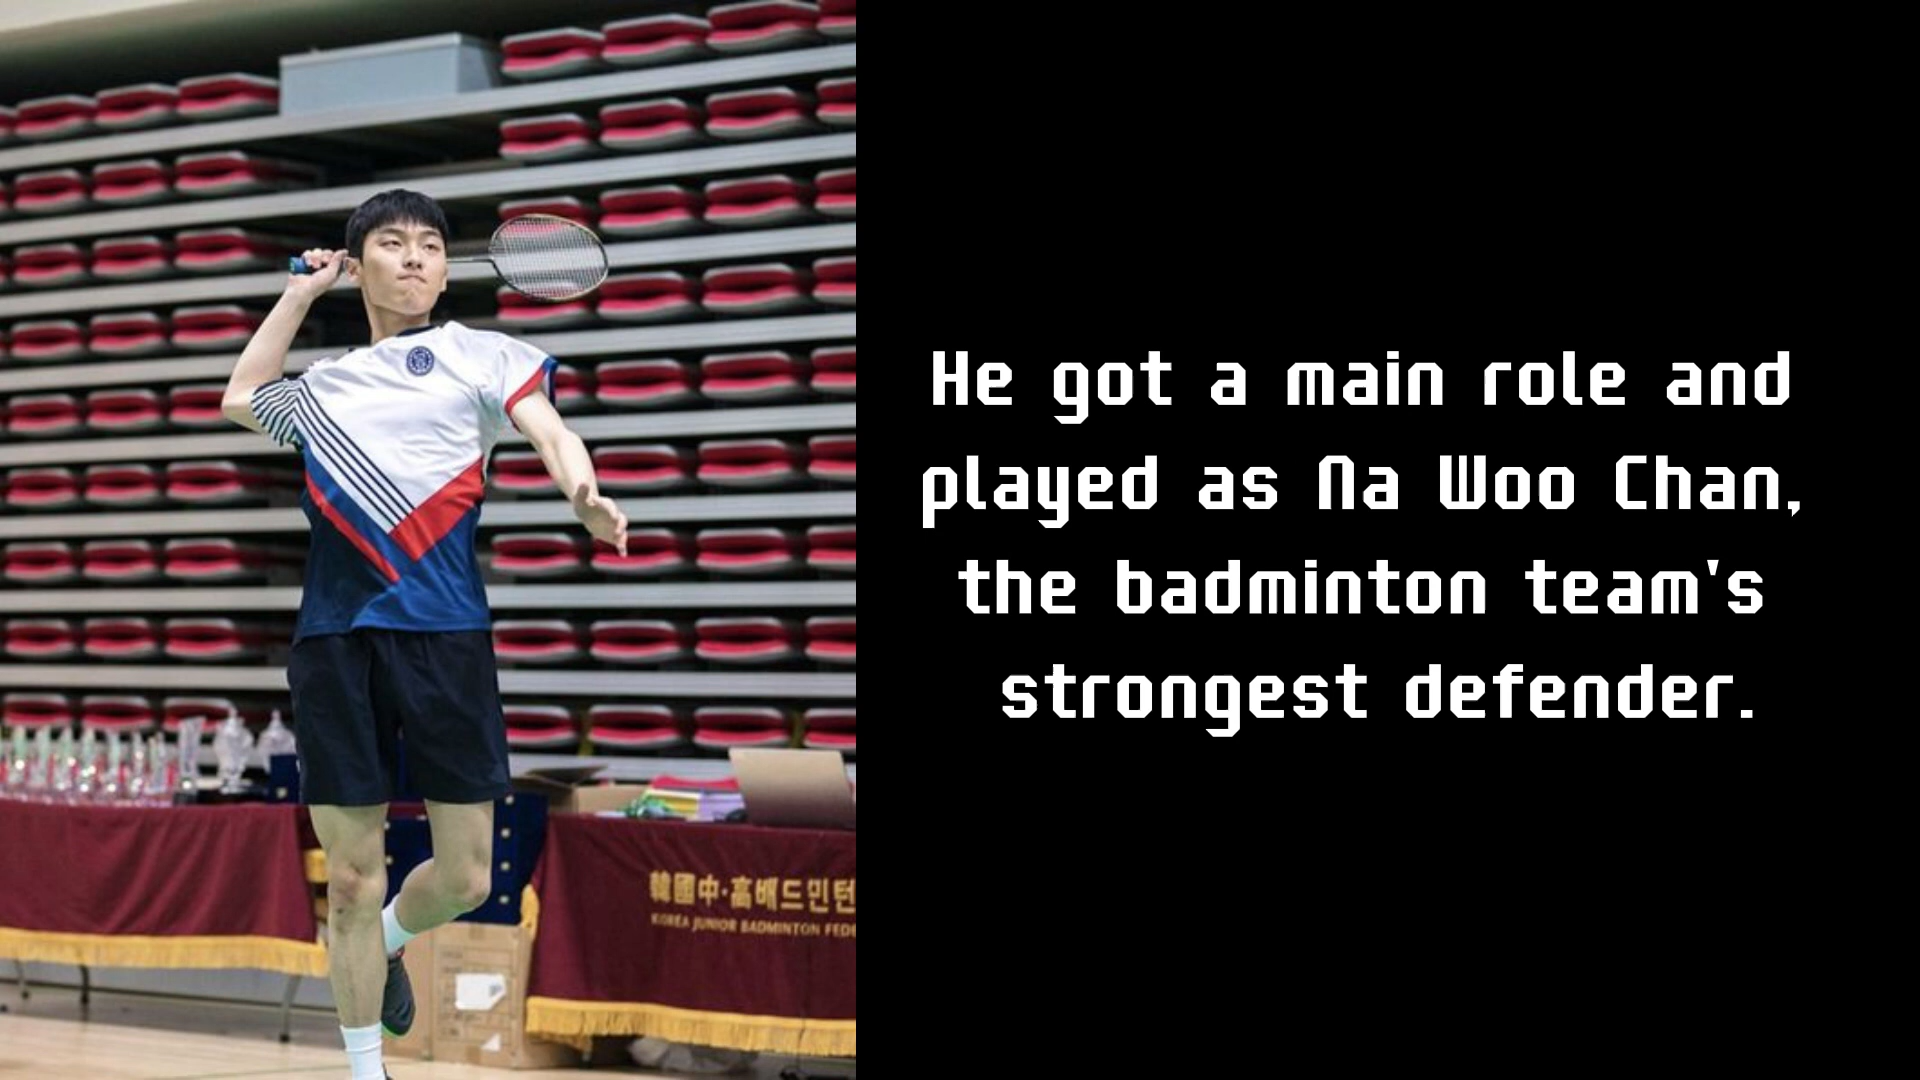 He got a main role and
played as Na Woo Chan,
the badminton team's
strongest defender.
韓國中·高배드민턴
KOREA JUNIOR BADMINTON FEDE